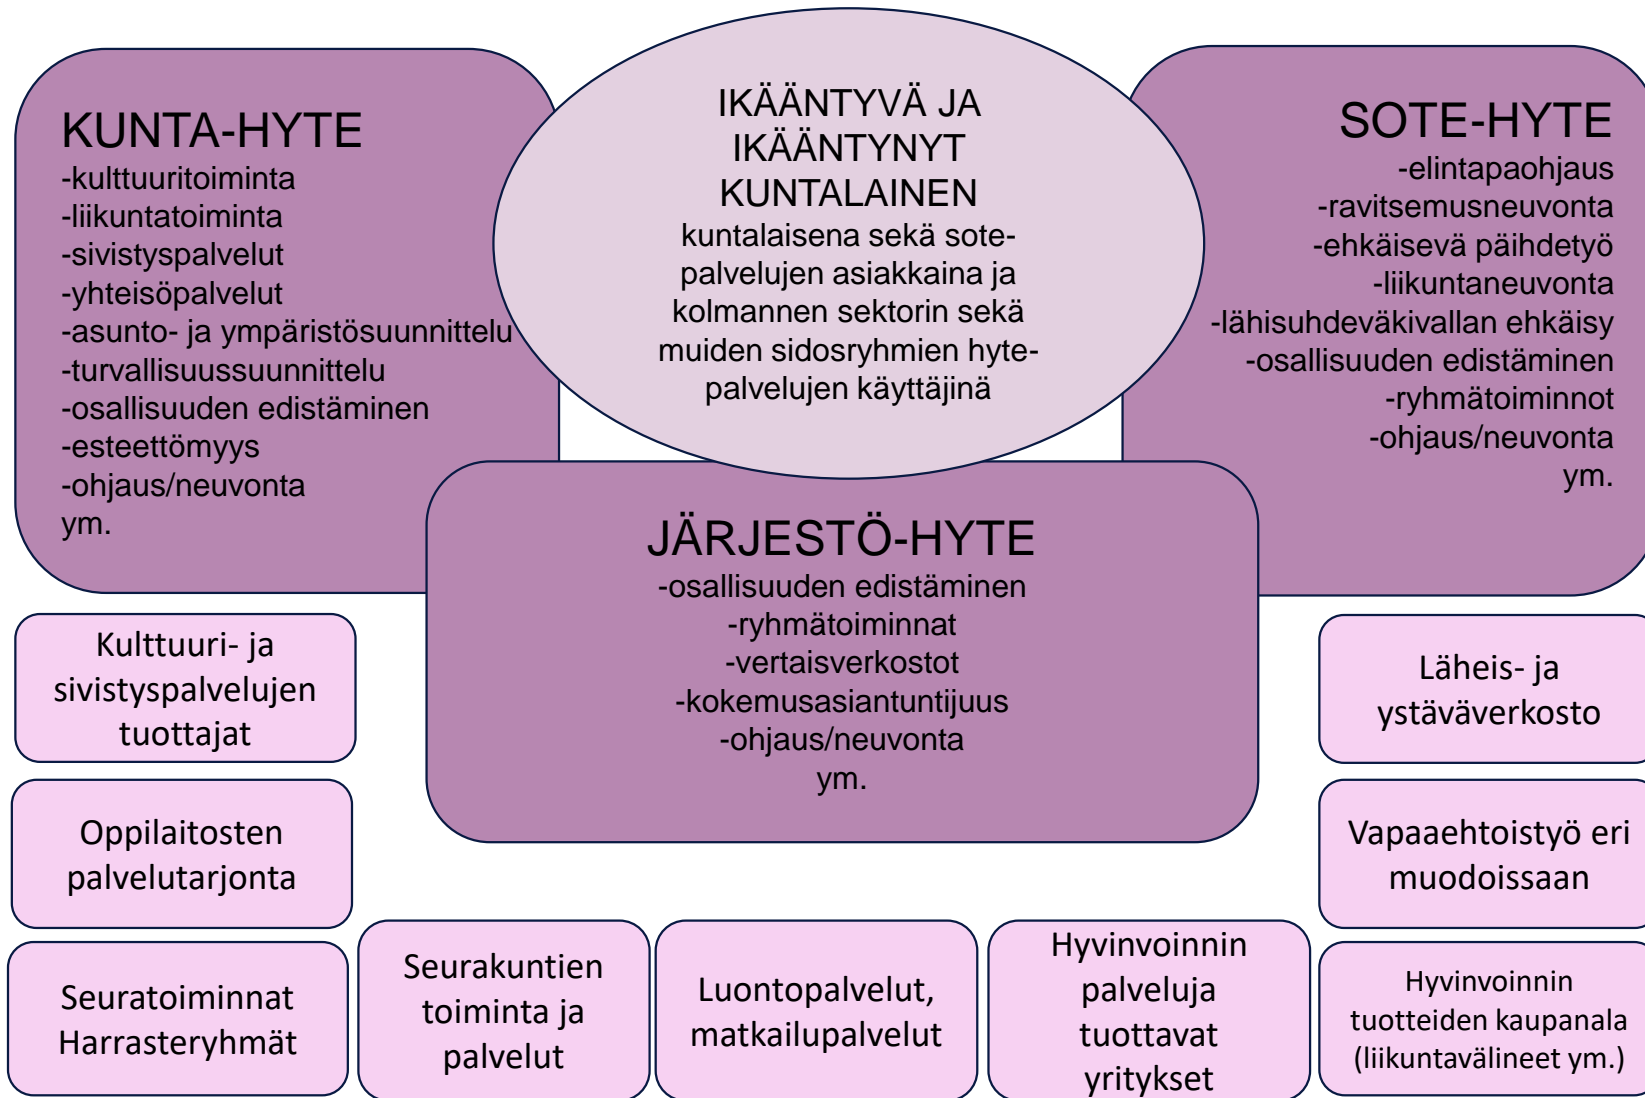 KUNTA-HYTE
-kulttuuritoiminta
-liikuntatoiminta
-sivistyspalvelut
-yhteisöpalvelut
-asunto- ja ympäristösuunnittelu
-turvallisuussuunnittelu
-osallisuuden edistäminen
-esteettömyys
-ohjaus/neuvonta
ym.
IKÄÄNTYVÄ JA
IKÄÄNTYNYT
KUNTALAINEN
kuntalaisena sekä sote-
palvelujen asiakkaina ja
kolmannen sektorin sekä
muiden sidosryhmien hyte-
palvelujen käyttäjinä
SOTE-HYTE
-elintapaohjaus
-ravitsemusneuvonta
-ehkäisevä päihdetyö
-liikuntaneuvonta
-lähisuhdeväkivallan ehkäisy
-osallisuuden edistäminen
-ryhmätoiminnot
-ohjaus/neuvonta
ym.
JÄRJESTÖ-HYTE
-osallisuuden edistäminen
-ryhmätoiminnat
-vertaisverkostot
-kokemusasiantuntijuus
-ohjaus/neuvonta
ym.
Kulttuuri- ja
sivistyspalvelujen
tuottajat
Läheis- ja
ystäväverkosto
Oppilaitosten
palvelutarjonta
Vapaaehtoistyö eri
muodoissaan
Seuratoiminnat
Harrasteryhmät
Seurakuntien
toiminta ja
palvelut
Luontopalvelut,
matkailupalvelut
Hyvinvoinnin
palveluja
tuottavat
yritykset
Hyvinvoinnin
tuotteiden kaupanala
(liikuntavälineet ym.)